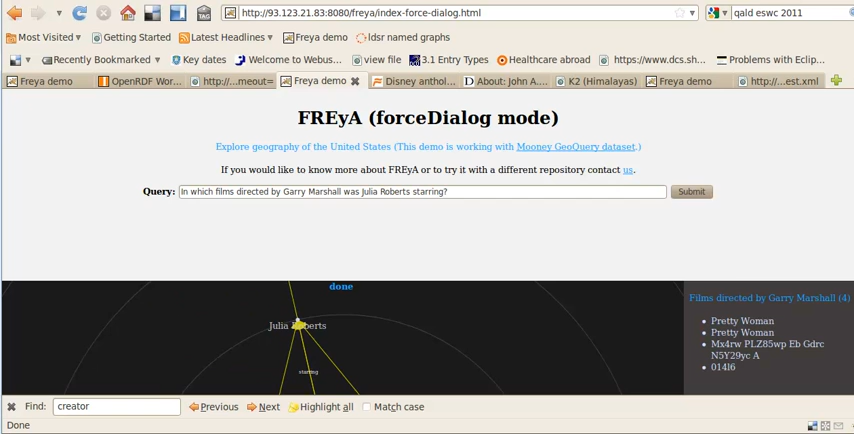 http://93.123.21.83:8080/freya/index-force-dialog.html
qald eswc 2011
Most Visited Getting Started Latest Headlines Freya demo ldsr named graphs
Recently Bookmarked Key dates Welcome to Webus... view file 3.1 Entry Types Healthcare abroad https://www.dcs.sh... Problems with Eclip...
Freya demo OpenRDF Wor... http://...meout= Freya demo Disney anthol... About: John A.... K2 (Himalayas) Freya demo http://...est.xml
FREyA (forceDialog mode)
Explore geography of the United States (This demo is working with Mooney GeoQuery dataset.)
If you would like to know more about FREyA or to try it with a different repository contact us.
Query: In which films directed by Garry Marshall was Julia Roberts starring? Submit
done
Julia Roberts
starring
Films directed by Garry Marshall (4)
Pretty Woman
Pretty Woman
Mx4rw PLZ85wp Eb Gdrc
N5Y29yc A
014l6
Find: creator Previous Next Highlight all Match case
Done